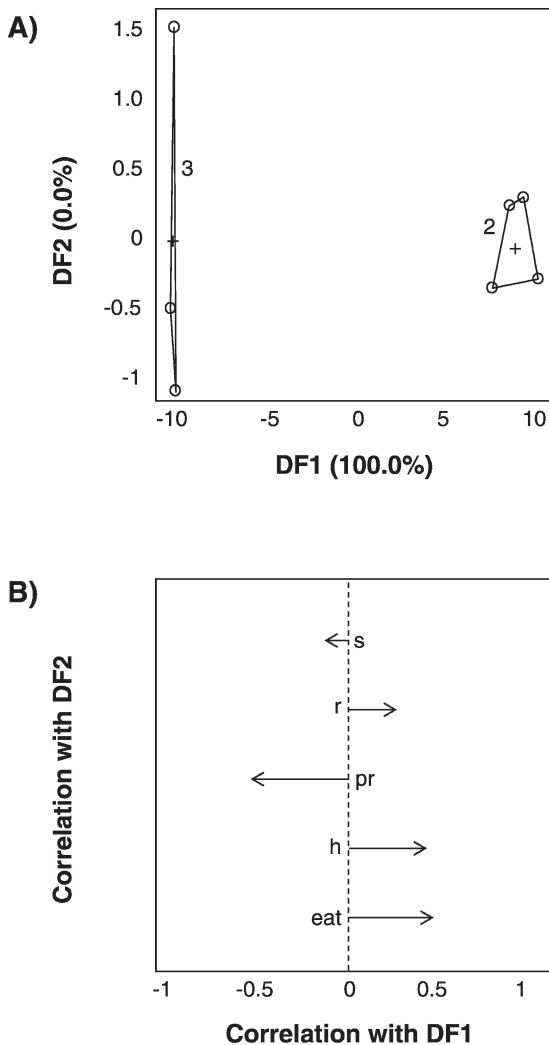 A)
1.5
1.0
0.5
0
-0.5
-1
DF2 (0.0%)
3
2
-10 -5 0 5 10
DF1 (100.0%)
B)
Correlation with DF2
s
r
pr
h
eat
-1 -0.5 0 0.5 1
Correlation with DF1